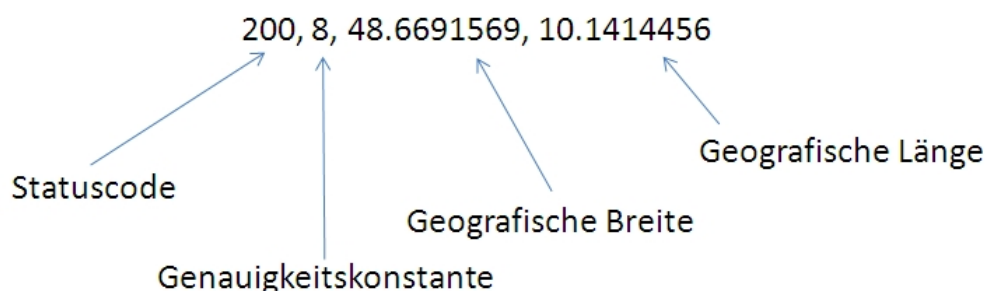 200, 8, 48.6691569, 10.1414456
Geografische Länge
Statuscode
Geografische Breite
Genauigkeitskonstante